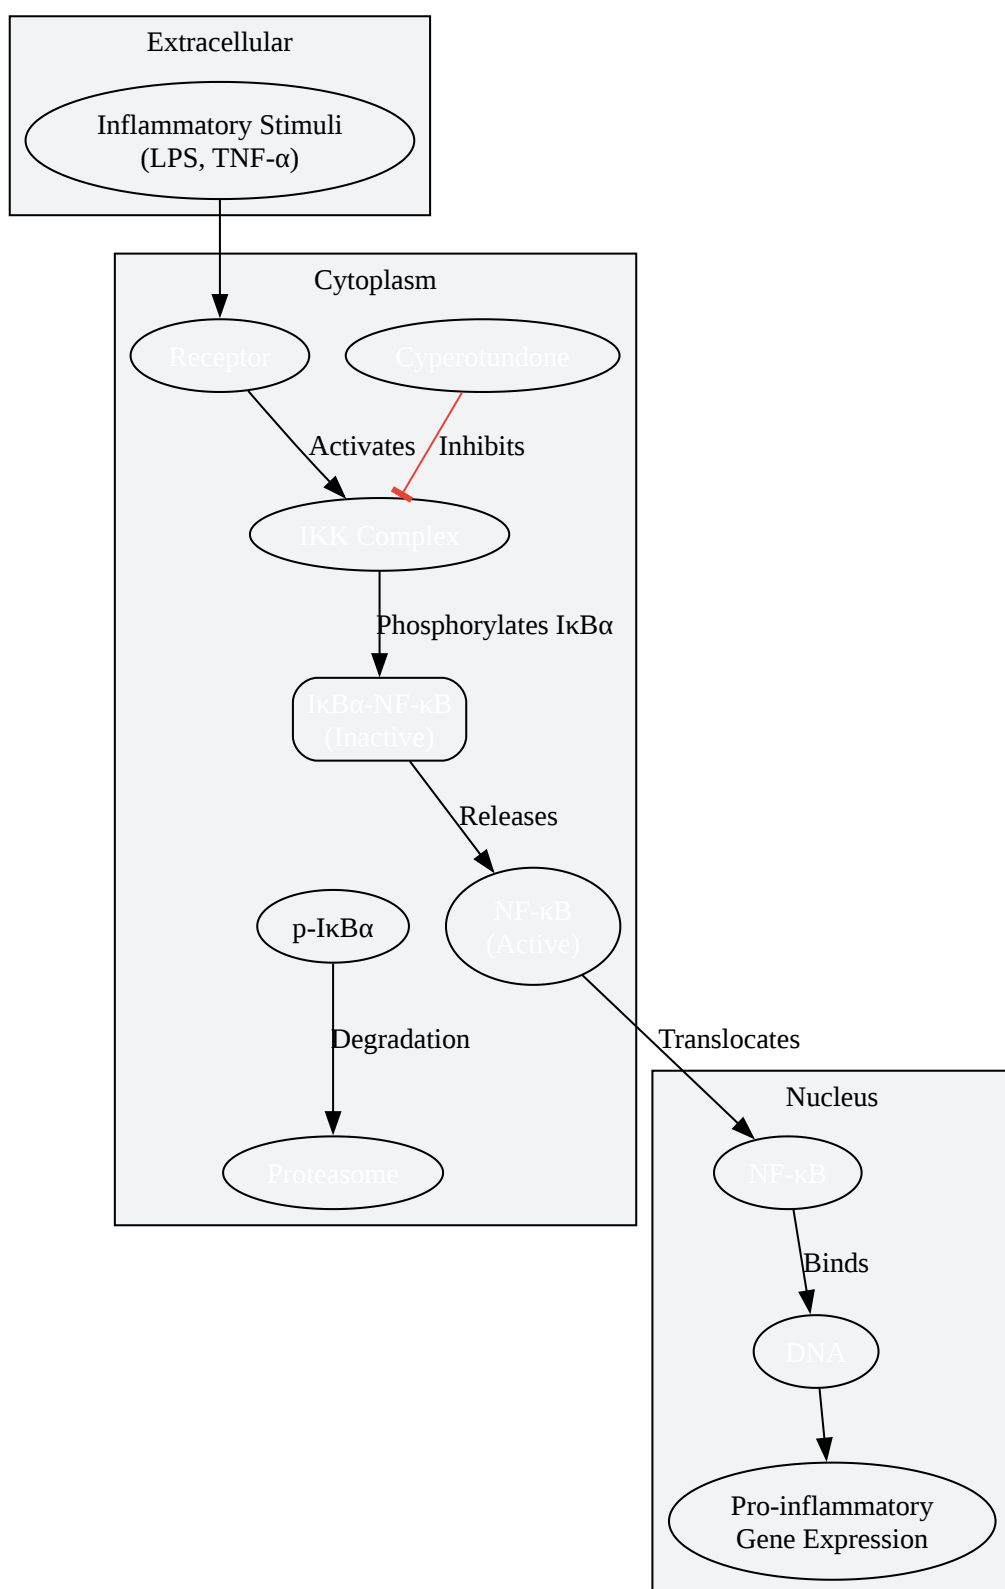 Extracellular
Inflammatory Stimuli
(LPS, TNF-α)
Cytoplasm
Receptor
Cyperotundone
Activates
Inhibits
IKK Complex
Phosphorylates IκBα
IκBα-NF-κB
(Inactive)
Releases
p-IκBα
NF-κB
(Active)
Degradation
Translocates
Nucleus
Proteasome
NF-κB
Binds
DNA
Pro-inflammatory
Gene Expression